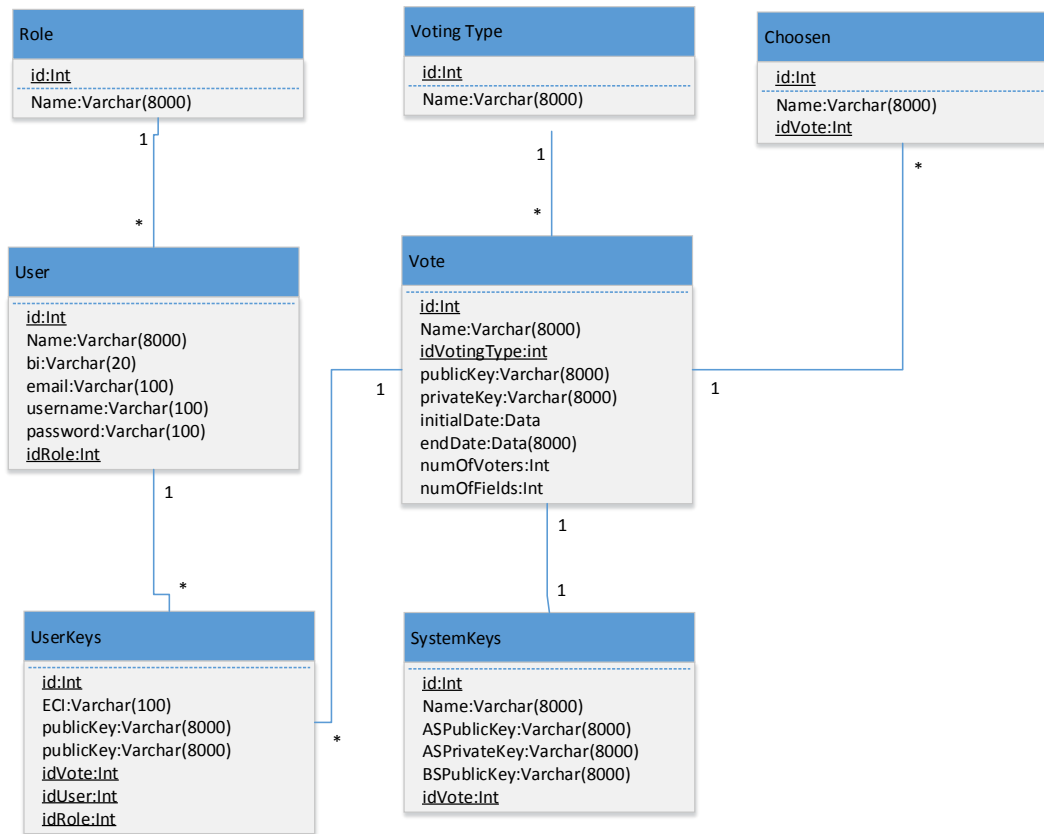 Role
id:Int
Name:Varchar(8000)
1
*
Voting Type
id:Int
Name:Varchar(8000)
1
*
Choosen
id:Int
Name:Varchar(8000)
idVote:Int
*
User
id:Int
Name:Varchar(8000)
bi:Varchar(20)
email:Varchar(100)
username:Varchar(100)
password:Varchar(100)
idRole:Int
1
*
Vote
id:Int
Name:Varchar(8000)
idVotingType:int
publicKey:Varchar(8000)
privateKey:Varchar(8000)
initialDate:Data
endDate:Data(8000)
numOfVoters:Int
numOfFields:Int
1
1
1
1
UserKeys
id:Int
ECI:Varchar(100)
publicKey:Varchar(8000)
publicKey:Varchar(8000)
idVote:Int
idUser:Int
idRole:Int
*
SystemKeys
id:Int
Name:Varchar(8000)
ASPublicKey:Varchar(8000)
ASPrivateKey:Varchar(8000)
BSPublicKey:Varchar(8000)
idVote:Int